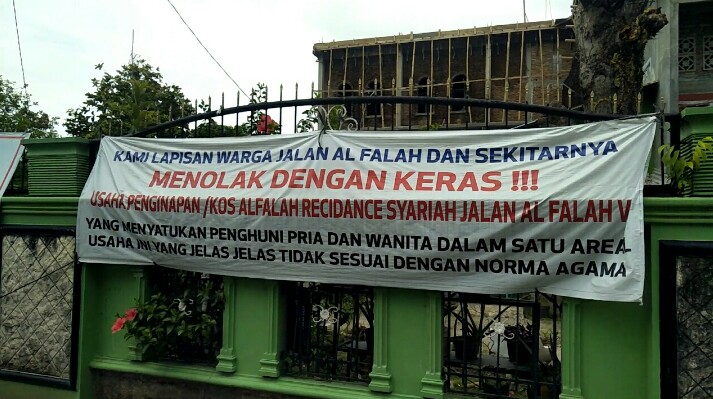 KAMI LAPISAN WARGA JALAN AL FALAH DAN SEKITARNYA
MENOLAK DENGAN KERAS !!!
USAHA PENGINAPAN /KOS ALFALAH RECIDANCE SYARIAH JALAN AL FALAH V
YANG MENYATUKAN PENGHUNI PRIA DAN WANITA DALAM SATU AREA
USAHA INI YANG JELAS JELAS TIDAK SESUAI DENGAN NORMA AGAMA